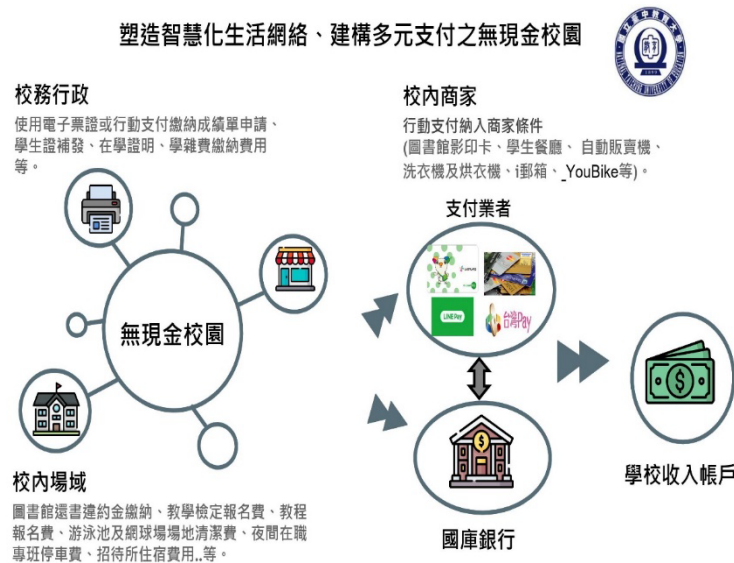 塑造智慧化生活網絡、建構多元支付之無現金校園
校務行政
使用電子票證或行動支付繳納成績單申請、
學生證補發、在學證明、學雜費繳納費用
等。
無現金校園
校內場域
圖書館還書違約金繳納、教學檢定報名費、教程
報名費、游泳池及網球場場地清潔費、夜間在職
專班停車費、招待所住宿費用..等。
校內商家
行動支付納入商家條件
(圖書館影印卡、學生餐廳、 自動販賣機、
洗衣機及烘衣機、i郵箱、_YouBike等)。
支付業者
LINE Pay
台灣Pay
國庫銀行
學校收入帳戶